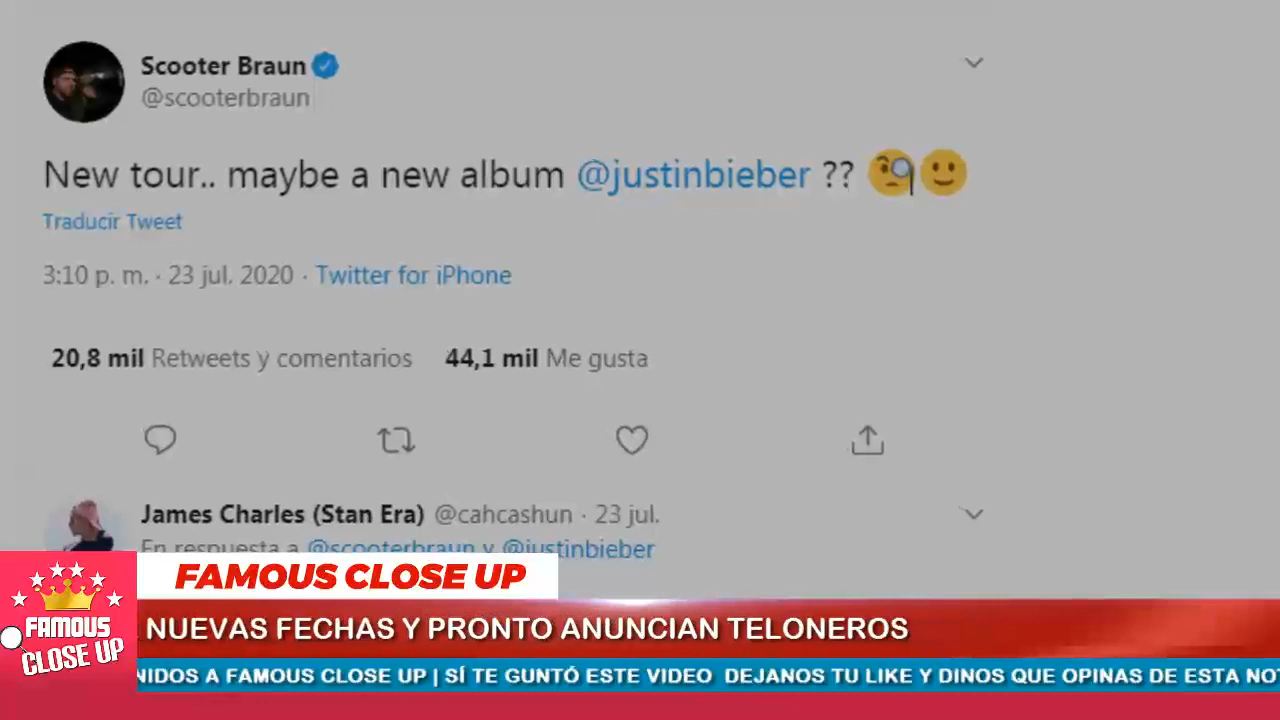 Scooter Braun
@scooterbraun
New tour.. maybe a new album @justinbieber ??
Traducir Tweet
3:10 p. m. · 23 jul. 2020 · Twitter for iPhone
20,8 mil Retweets y comentarios 44,1 mil Me gusta
James Charles (Stan Era) @cahcashun · 23 jul.
En respuesta a @scooterbraun y @justinbieber
FAMOUS CLOSE UP
NUEVAS FECHAS Y PRONTO ANUNCIAN TELONEROS
FAMOUS
CLOSE UP
NIDOS A FAMOUS CLOSE UP | SÍ TE GUNTÓ ESTE VIDEO DEJANOS TU LIKE Y DINOS QUE OPINAS DE ESTA NO